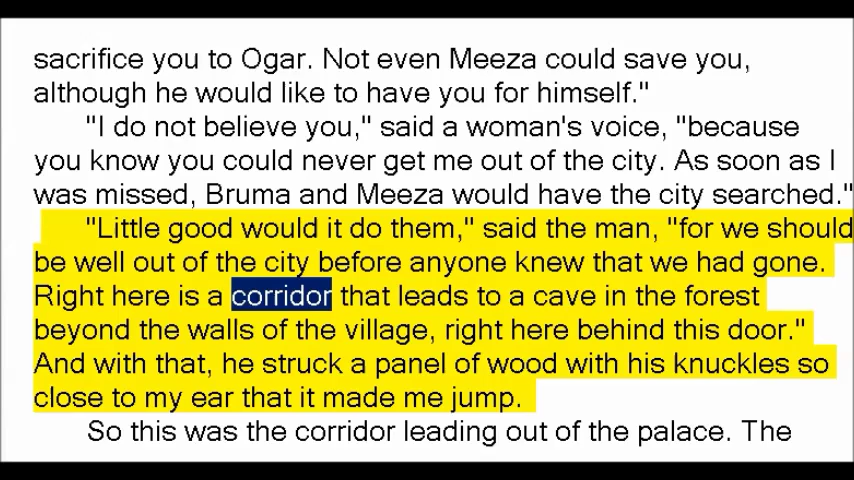 sacrifice you to Ogar. Not even Meeza could save you,
although he would like to have you for himself."
"I do not believe you," said a woman's voice, "because
you know you could never get me out of the city. As soon as I
was missed, Bruma and Meeza would have the city searched."
"Little good would it do them," said the man, "for we should
be well out of the city before anyone knew that we had gone.
Right here is a corridor that leads to a cave in the forest
beyond the walls of the village, right here behind this door."
And with that, he struck a panel of wood with his knuckles so
close to my ear that it made me jump.
So this was the corridor leading out of the palace. The